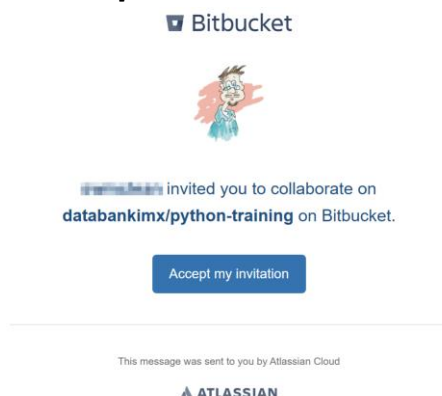 Bitbucket
invited you to collaborate on
databankimx/python-training on Bitbucket.
Accept my invitation
This message was sent to you by Atlassian Cloud
ATLASSIAN